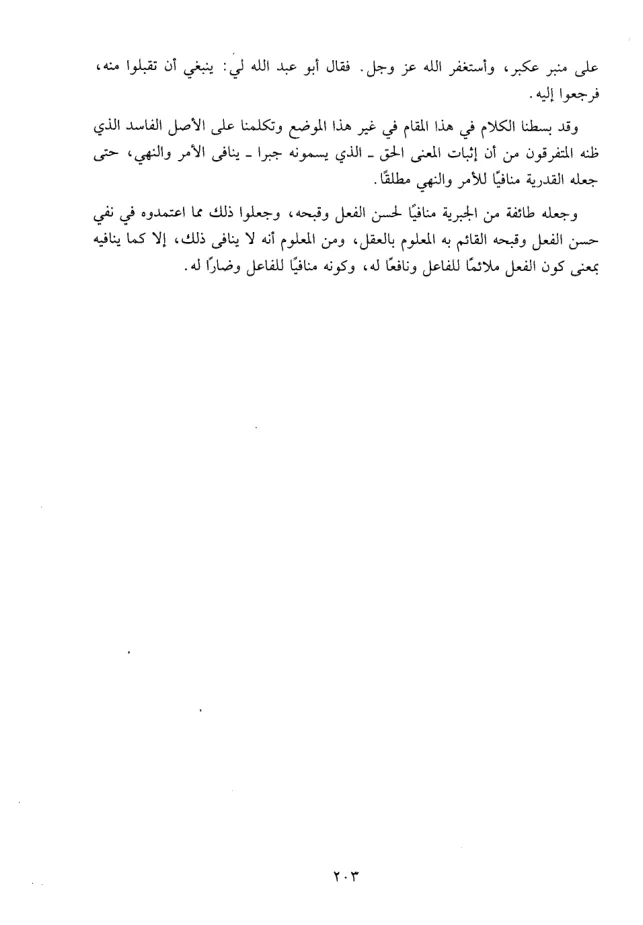 على منبر عكبر، وأستغفر الله عز وجل. فقال أبو عبد الله لي: ينبغي أن تقبلوا منه،
فرجعوا إليه.
وقد بسطنا الكلام في هذا المقام في غير هذا الموضع وتكلمنا على الأصل الفاسد الذي
ظنه المتفرقون من أن إثبات المعنى الحق ـ الذي يسمونه جبرا ـ ينافى الأمر والنهي، حتى
جعله القدرية منافيًا للأمر والنهي مطلقًا.
وجعله طائفة من الجبرية منافيًا لحسن الفعل وقبحه، وجعلوا ذلك مما اعتمدوه في نفي
حسن الفعل وقبحه القائم به المعلوم بالعقل، ومن المعلوم أنه لا ينافى ذلك، إلا كما ينافيه
بمعنى كون الفعل ملائمًا للفاعل ونافعًا له، وكونه منافيًا للفاعل وضارًا له.
٢٠٣